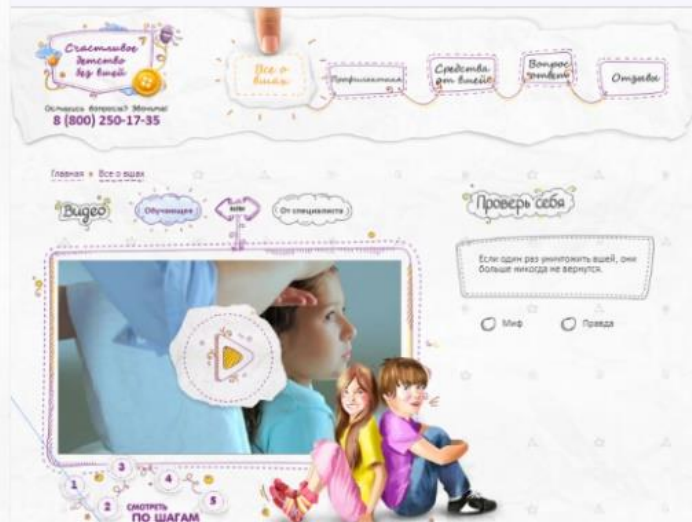 Счастливое
детство
без вшей
Остались вопросы? Звоните!
8 (800) 250-17-35
Все о
вшах
Профилактика
Средства
от вшей
Вопрос
ответ
Отзывы
Главная
Все о вшах
Видео
Обучающее
или
От специалиста
Проверь себя
Если один раз уничтожить вшей, они
больше никогда не вернутся.
Миф
Правда
1
2
3
4
5
СМОТРЕТЬ
ПО ШАГАМ